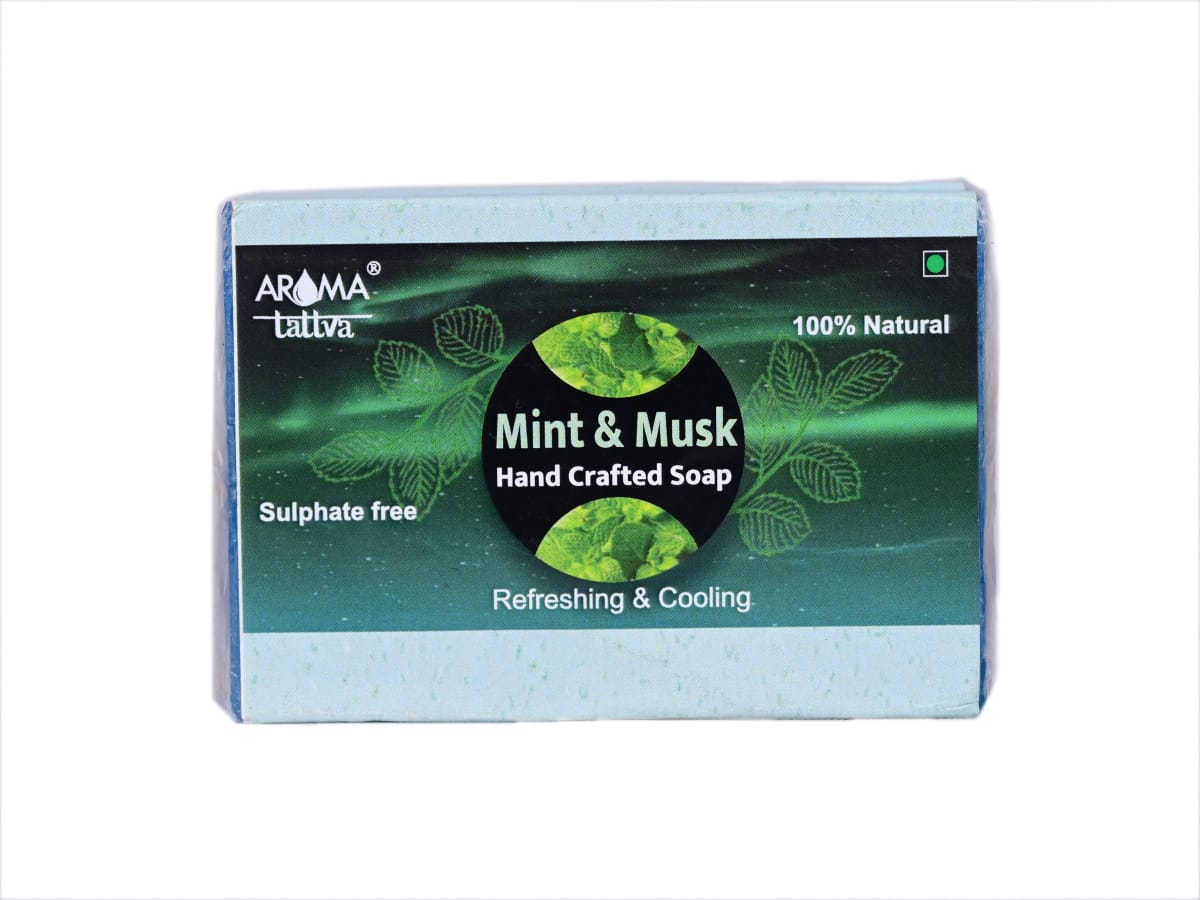 AROMA®
tattva
100% Natural
Mint & Musk
Hand Crafted Soap
Sulphate free
Refreshing & Cooling